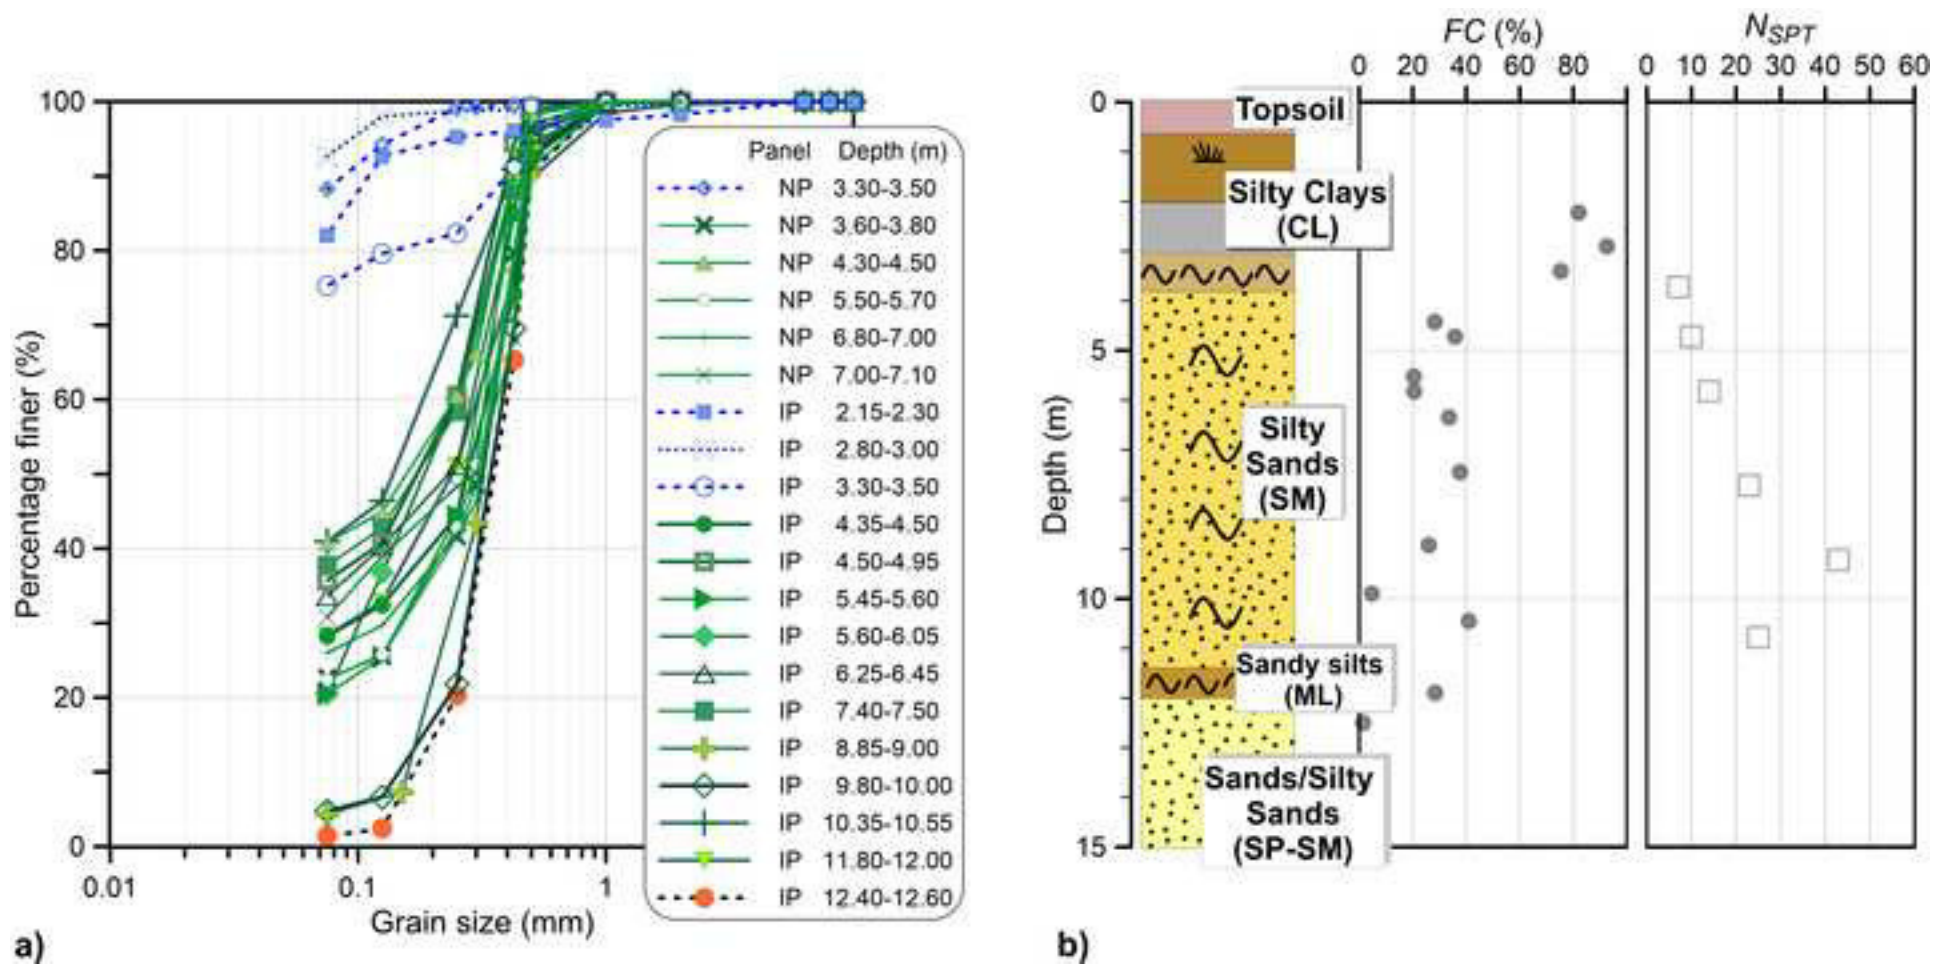 100
80
60
40
20
0
0.01
0.1
1
Percentage finer (%)
Grain size (mm)
Panel Depth (m)
NP 3.30-3.50
NP 3.60-3.80
NP 4.30-4.50
NP 5.50-5.70
NP 6.80-7.00
NP 7.00-7.10
IP 2.15-2.30
IP 2.80-3.00
IP 3.30-3.50
IP 4.35-4.50
IP 4.50-4.95
IP 5.45-5.60
IP 5.60-6.05
IP 6.25-6.45
IP 7.40-7.50
IP 8.85-9.00
IP 9.80-10.00
IP 10.35-10.55
IP 11.80-12.00
IP 12.40-12.60
a)
FC (%)
0 20 40 60 80
NSPT
0 10 20 30 40 50 60
0
5
10
15
Depth (m)
Topsoil
Silty Clays
(CL)
Silty
Sands
(SM)
Sandy silts
(ML)
Sands/Silty
Sands
(SP-SM)
b)